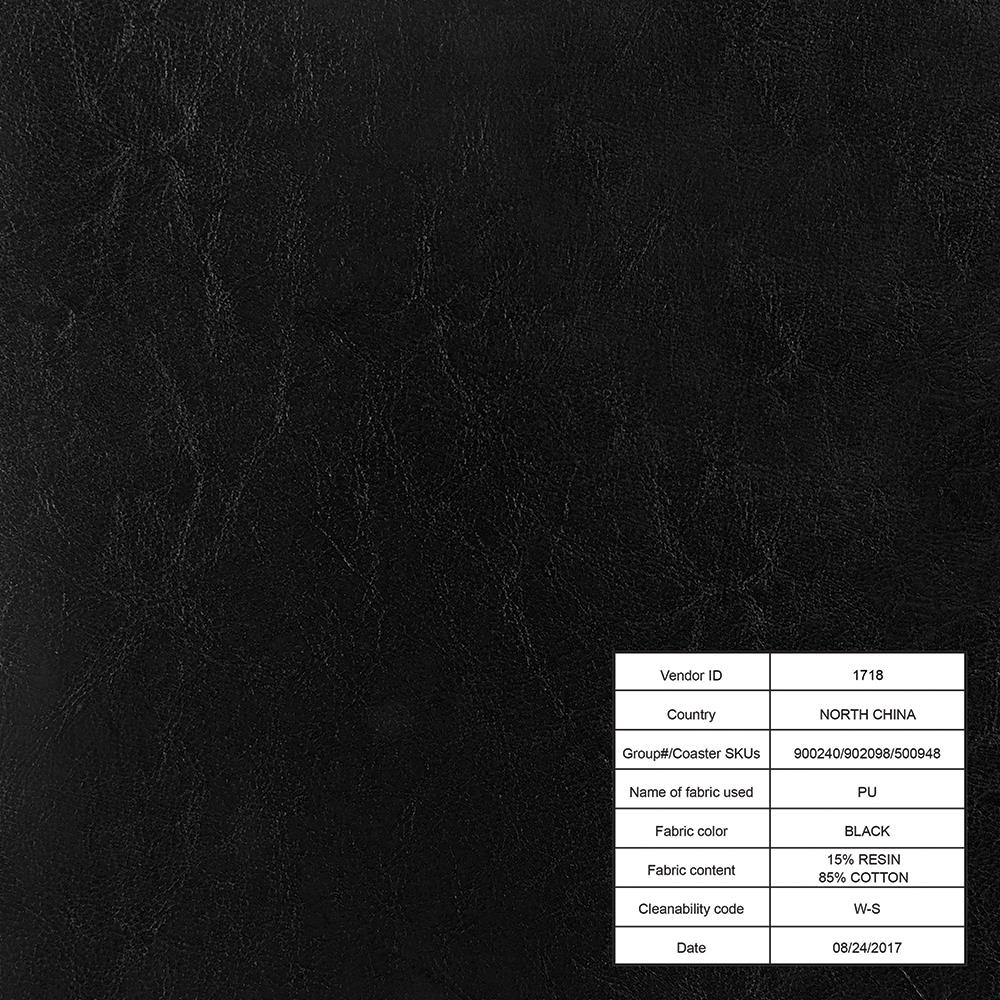 Vendor ID 1718
Country NORTH CHINA
Group#/Coaster SKUs 900240/902098/500948
Name of fabric used PU
Fabric color BLACK
Fabric content 15% RESIN
85% COTTON
Cleanability code W-S
Date 08/24/2017